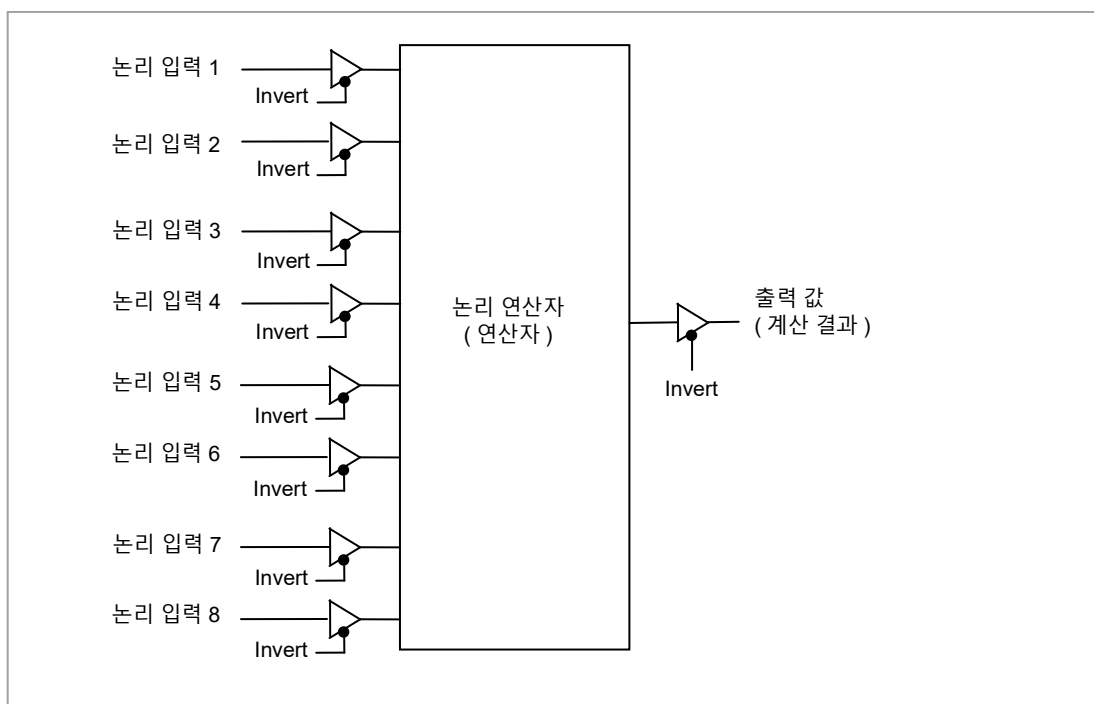 논리 입력 1
Invert
논리 입력 2
Invert
논리 입력 3
Invert
논리 입력 4
Invert
논리 입력 5
Invert
논리 입력 6
Invert
논리 입력 7
Invert
논리 입력 8
Invert
논리 연산자
( 연산자 )
출력 값
( 계산 결과 )
Invert